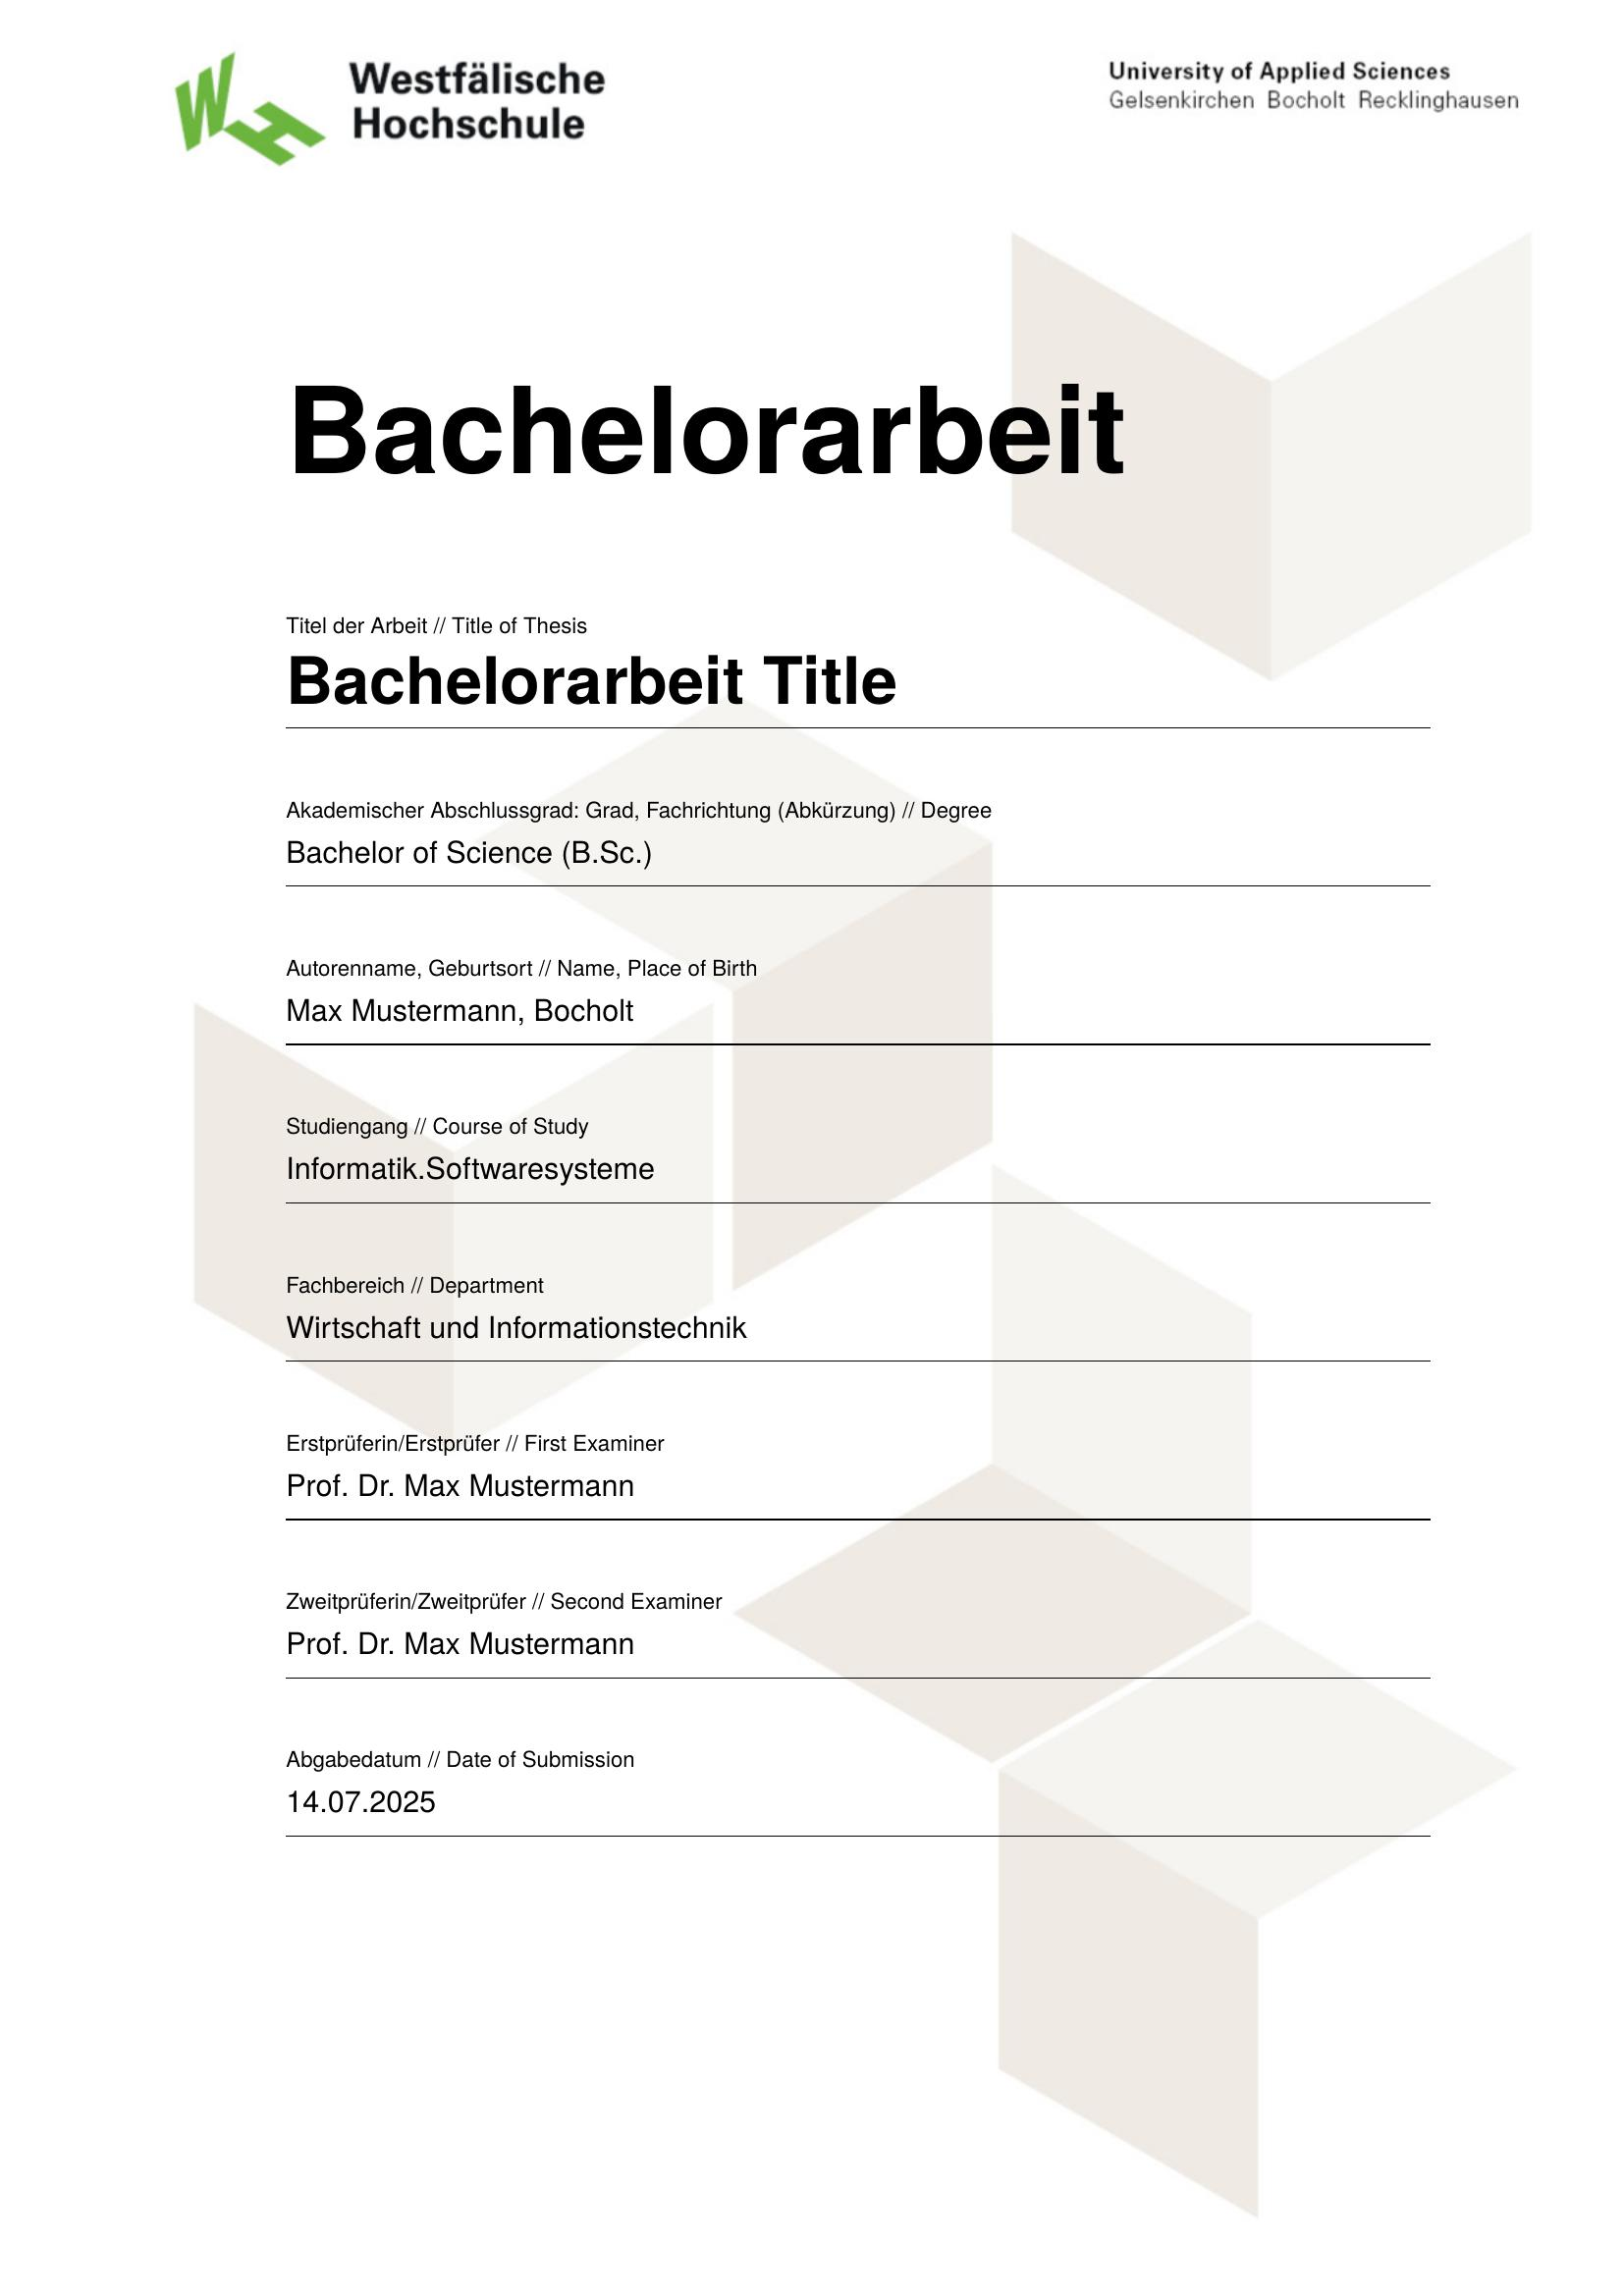 WH
Westfälische
Hochschule
University of Applied Sciences
Gelsenkirchen Bocholt Recklinghausen
Bachelorarbeit
Titel der Arbeit // Title of Thesis
Bachelorarbeit Title
Akademischer Abschlussgrad: Grad, Fachrichtung (Abkürzung) // Degree
Bachelor of Science (B.Sc.)
Autorenname, Geburtsort // Name, Place of Birth
Max Mustermann, Bocholt
Studiengang // Course of Study
Informatik.Softwaresysteme
Fachbereich // Department
Wirtschaft und Informationstechnik
Erstprüferin/Erstprüfer // First Examiner
Prof. Dr. Max Mustermann
Zweitprüferin/Zweitprüfer // Second Examiner
Prof. Dr. Max Mustermann
Abgabedatum // Date of Submission
14.07.2025